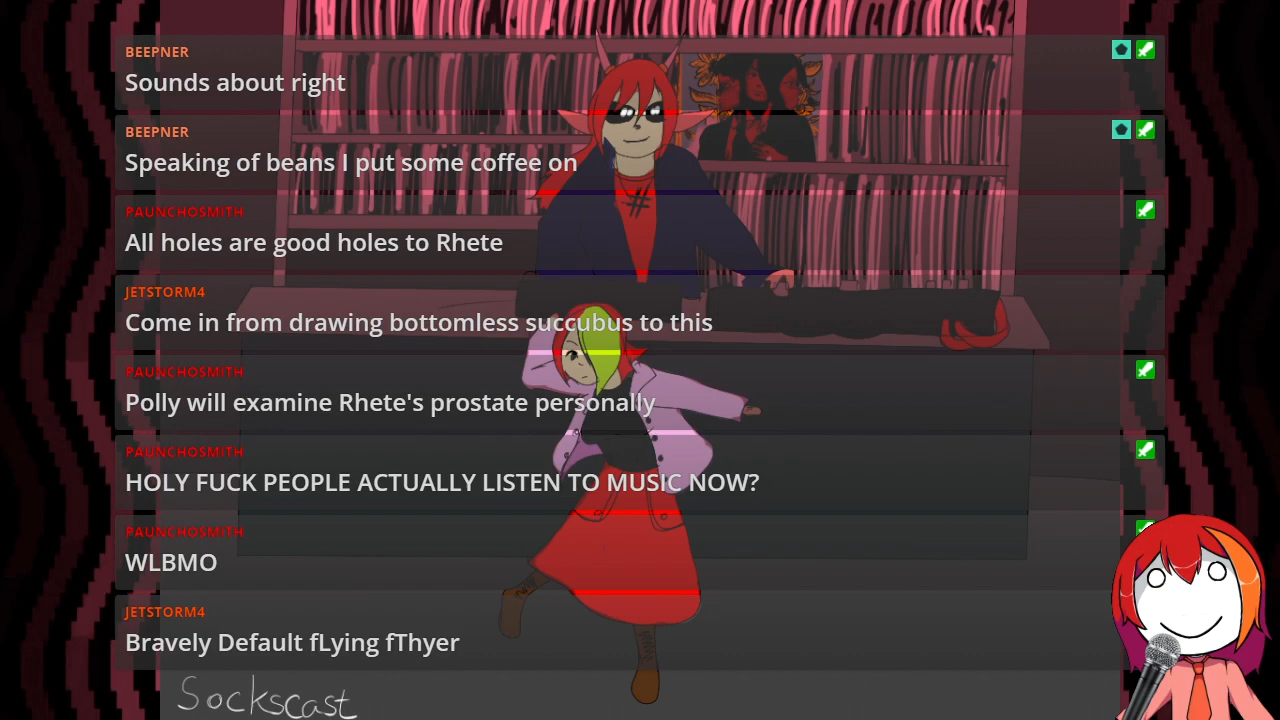 BEEPNER
Sounds about right
BEEPNER
Speaking of beans I put some coffee on
PAUNCHOSMITH
All holes are good holes to Rhete
JETSTORM4
Come in from drawing bottomless succubus to this
PAUNCHOSMITH
Polly will examine Rhete's prostate personally
PAUNCHOSMITH
HOLY FUCK PEOPLE ACTUALLY LISTEN TO MUSIC NOW?
PAUNCHOSMITH
WLBMO
JETSTORM4
Bravely Default fLying fThyer
Sockscast
#